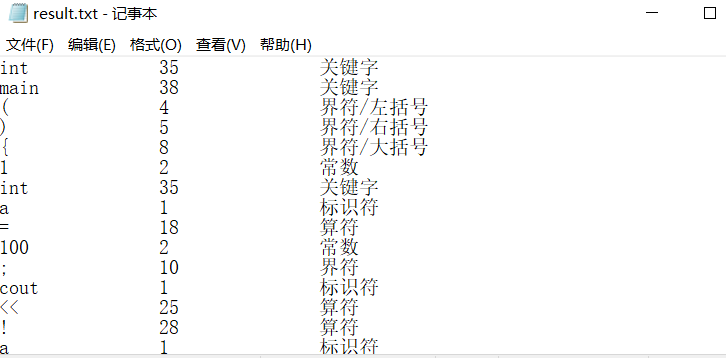 result.txt - 记事本
文件(F) 编辑(E) 格式(O) 查看(V) 帮助(H)
int 35 关键字
main 38 关键字
( 4 界符/左括号
) 5 界符/右括号
{ 8 界符/大括号
1 2 常数
int 35 关键字
a 1 标识符
= 18 算符
100 2 常数
; 10 界符
cout 1 标识符
<< 25 算符
! 28 算符
a 1 标识符